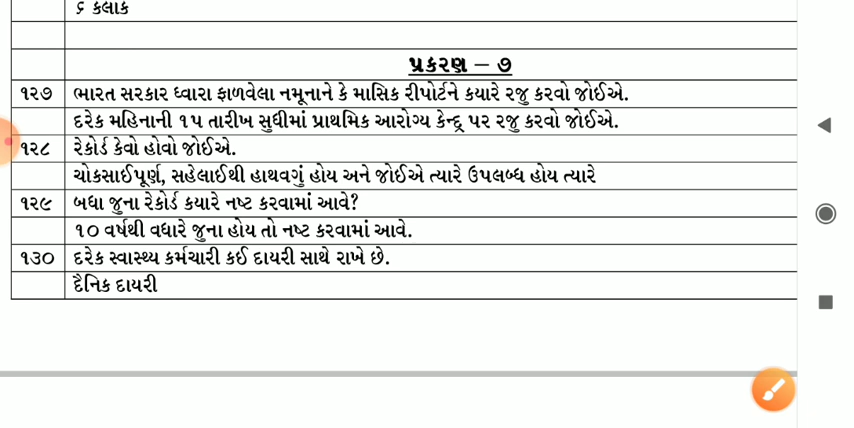 ૬ કલાક
પ્રકરણ – ૭
૧૨૭ ભારત સરકાર ધ્વારા ફાળવેલા નમૂનાને કે માસિક રીપોર્ટને કયારે રજુ કરવો જોઈએ.
દરેક મહિનાની ૧૫ તારીખ સુધીમાં પ્રાથમિક આરોગ્ય કેન્દ્ર પર રજુ કરવો જોઈએ.
૧૨૮ રેકોર્ડ કેવો હોવો જોઈએ.
ચોકસાઈપૂર્ણ, સહેલાઈથી હાથવગું હોય અને જોઈએ ત્યારે ઉપલબ્ધ હોય ત્યારે
૧૨૯ બધા જુના રેકોર્ડ કયારે નષ્ટ કરવામાં આવે?
૧૦ વર્ષથી વધારે જુના હોય તો નષ્ટ કરવામાં આવે.
૧૩૦ દરેક સ્વાસ્થ્ય કર્મચારી કઈ દાયરી સાથે રાખે છે.
દૈનિક દાયરી